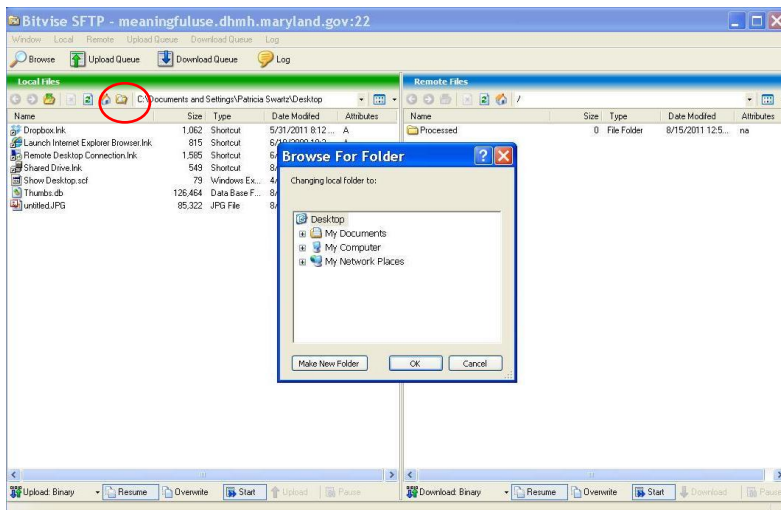 Bitvise SFTP - meaningfuluse.dhmh.maryland.gov:22
Window Local Remote Upload Queue Download Queue Log
Browse Upload Queue Download Queue Log
Local Files
C:\Documents and Settings\Patricia Swartz\Desktop
Name Size Type Date Modified Attributes
Dropbox.lnk 1,062 Shortcut 5/31/2011 8:12 ... A
Launch Internet Explorer Browser.lnk 815 Shortcut
Remote Desktop Connection.lnk 1,585 Shortcut 6/
Shared Drive.lnk 549 Shortcut 8/
Show Desktop.scf 79 Windows Ex... 4/
Thumbs.db 126,464 Data Base F... 8/
untitled.JPG 85,322 JPG File 8/
Remote Files
/
Name Size Type Date Modified Attributes
Processed 0 File Folder 8/15/2011 12:5... na
Browse For Folder
Changing local folder to:
Desktop
My Documents
My Computer
My Network Places
Make New Folder OK Cancel
Upload: Binary Resume Overwrite Start Upload Pause
Download: Binary Resume Overwrite Start Download Pause